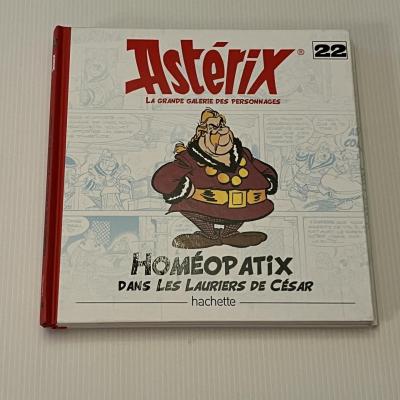 Astérix®
22
La grande galerie des personnages
Homéopatix
dans Les Lauriers de César
hachette